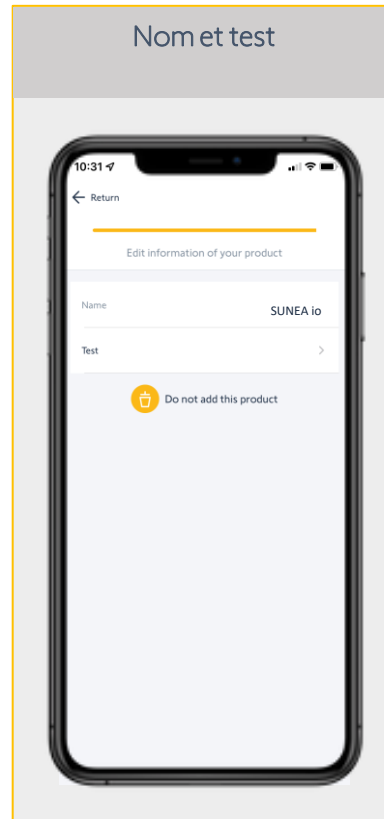 Nom et test
10:31
Return
Edit information of your product
Name
SUNEA io
Test
Do not add this product